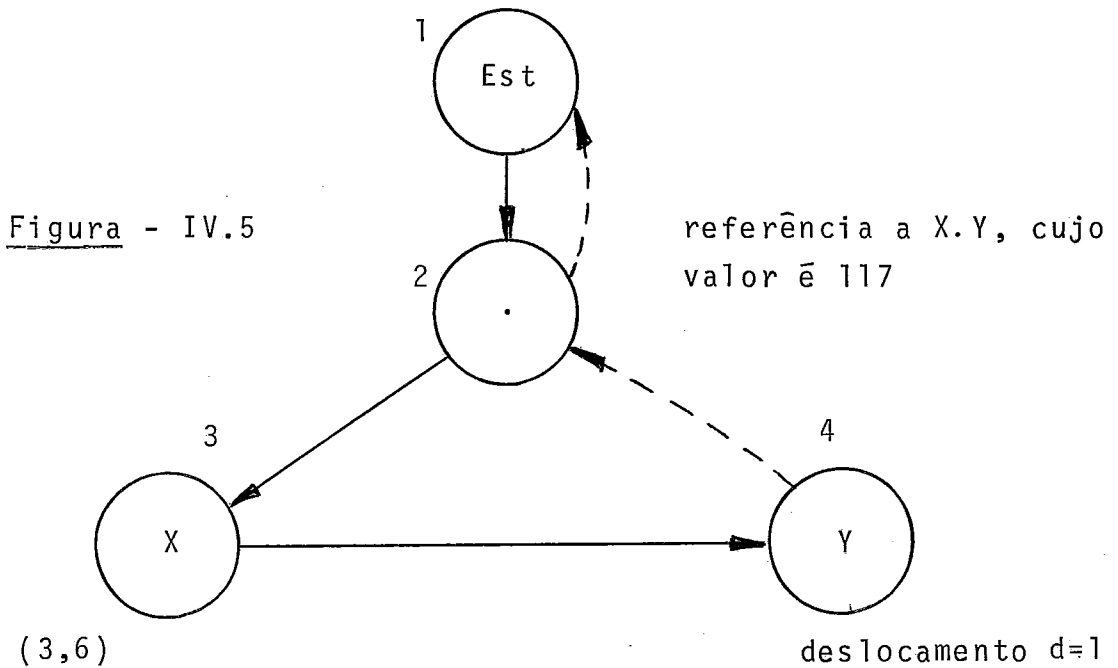 1
Est
Figura - IV.5
referência a X.Y, cujo
valor é 117
2
.
3
4
X
Y
(3,6)
deslocamento d=1